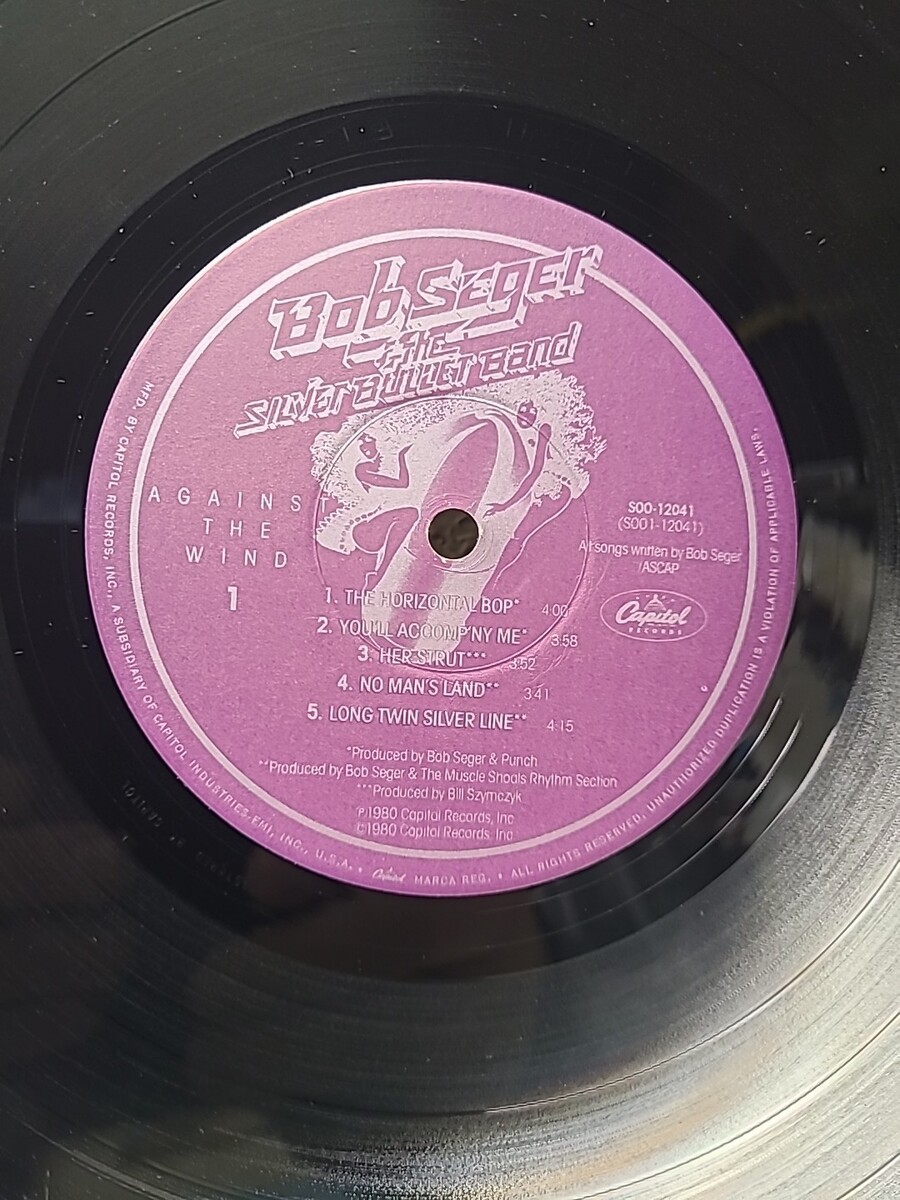 Bob Seger
& THE
SILVER BULLET BAND
AGAINST
THE
WIND
1
SOO-12041
(SOO1-12041)
All songs written by Bob Seger
/ASCAP
Capitol
RECORDS
1. THE HORIZONTAL BOP* 4:00
2. YOU'LL ACCOMP'NY ME* 3:58
3. HER STRUT*** 3:52
4. NO MAN'S LAND** 3:41
5. LONG TWIN SILVER LINE** 4:15
*Produced by Bob Seger & Punch
**Produced by Bob Seger & The Muscle Shoals Rhythm Section
***Produced by Bill Szymczyk
℗1980 Capitol Records, Inc.
©1980 Capitol Records, Inc.
MFD. BY CAPITOL RECORDS, INC., A SUBSIDIARY OF CAPITOL INDUSTRIES-EMI, INC., U.S.A. • Capitol MARCA REG. • ALL RIGHTS RESERVED. UNAUTHORIZED DUPLICATION IS A VIOLATION OF APPLICABLE LAWS.